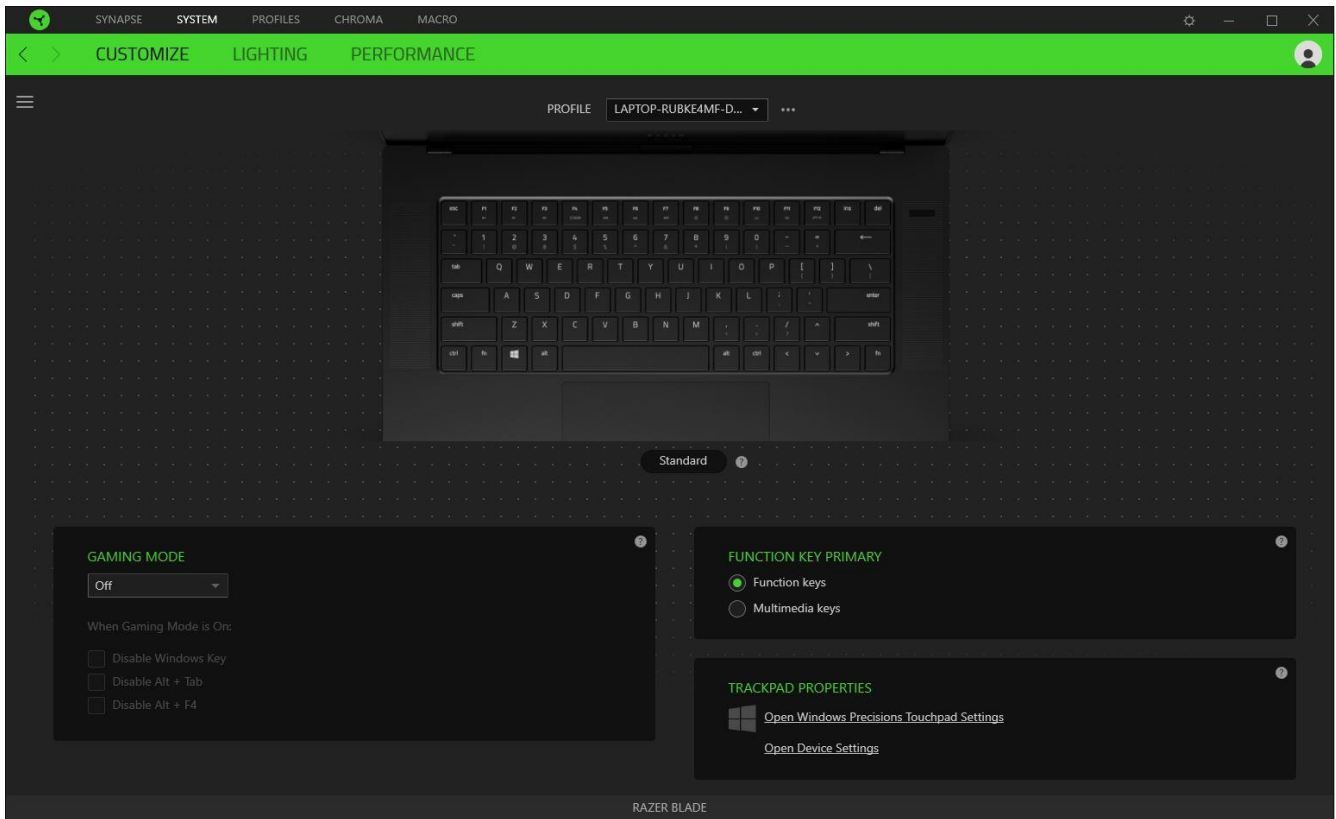 SYNAPSE SYSTEM PROFILES CHROMA MACRO
CUSTOMIZE LIGHTING PERFORMANCE
PROFILE LAPTOP-RUBKE4MF-D... •••
esc F1 F2 F3 F4 F5 F6 F7 F8 F9 F10 F11 F12 ins del
1 2 3 4 5 6 7 8 9 0 - =
tab Q W E R T Y U I O P [ ] \
caps A S D F G H J K L ; ' enter
shift Z X C V B N M , . / ^ shift
ctrl fn alt alt ctrl < v > fn
Standard ?
GAMING MODE ?
Off
When Gaming Mode is On:
Disable Windows Key
Disable Alt + Tab
Disable Alt + F4
FUNCTION KEY PRIMARY ?
Function keys
Multimedia keys
TRACKPAD PROPERTIES ?
Open Windows Precisions Touchpad Settings
Open Device Settings
RAZER BLADE